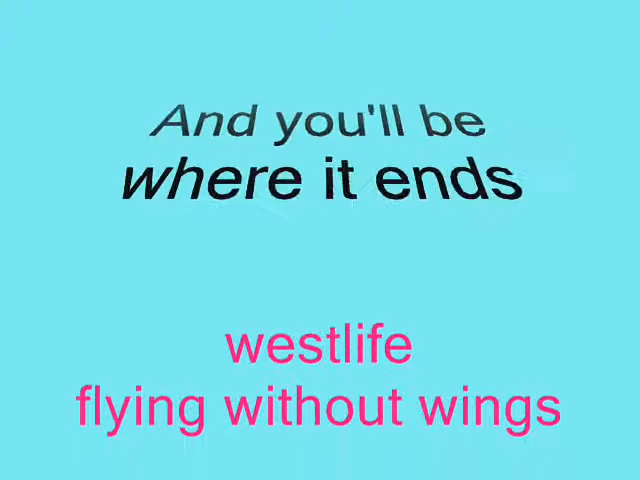 And you'll be
where it ends
westlife
flying without wings